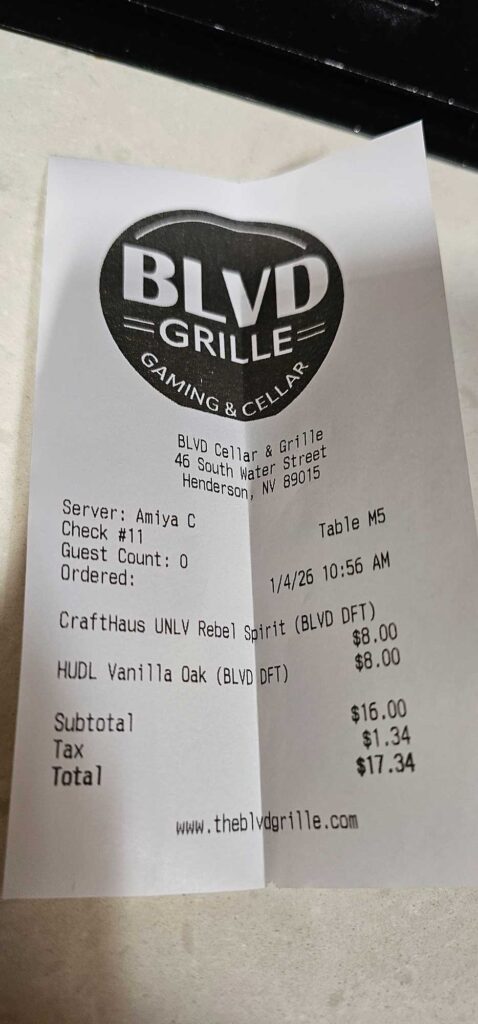 BLVD
GRILLE
GAMING & CELLAR
BLVD Cellar & Grille
46 South Water Street
Henderson, NV 89015
Server: Amiya C
Check #11 Table M5
Guest Count: 0
Ordered: 1/4/26 10:56 AM
CraftHaus UNLV Rebel Spirit (BLVD DFT)
$8.00
HUDL Vanilla Oak (BLVD DFT) $8.00
Subtotal $16.00
Tax $1.34
Total $17.34
www.theblvdgrille.com